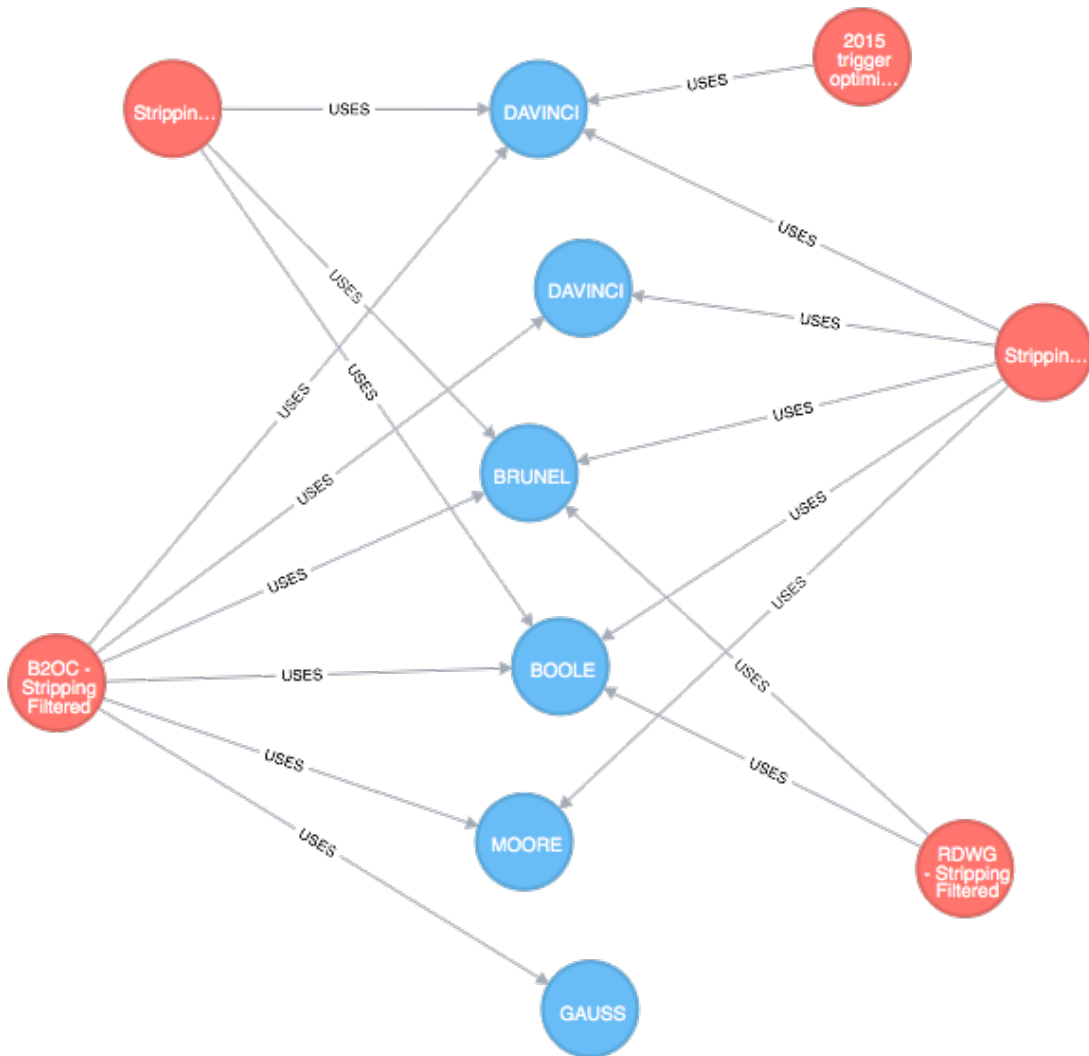 2015
trigger
optimi…
Strippin…
USES
DAVINCI
USES
USES
DAVINCI
USES
USES
Strippin…
USES
USES
USES
USES
BRUNEL
USES
USES
USES
USES
B2OC -
Stripping
Filtered
USES
BOOLE
USES
USES
USES
MOORE
USES
RDWG
- Stripping
Filtered
GAUSS